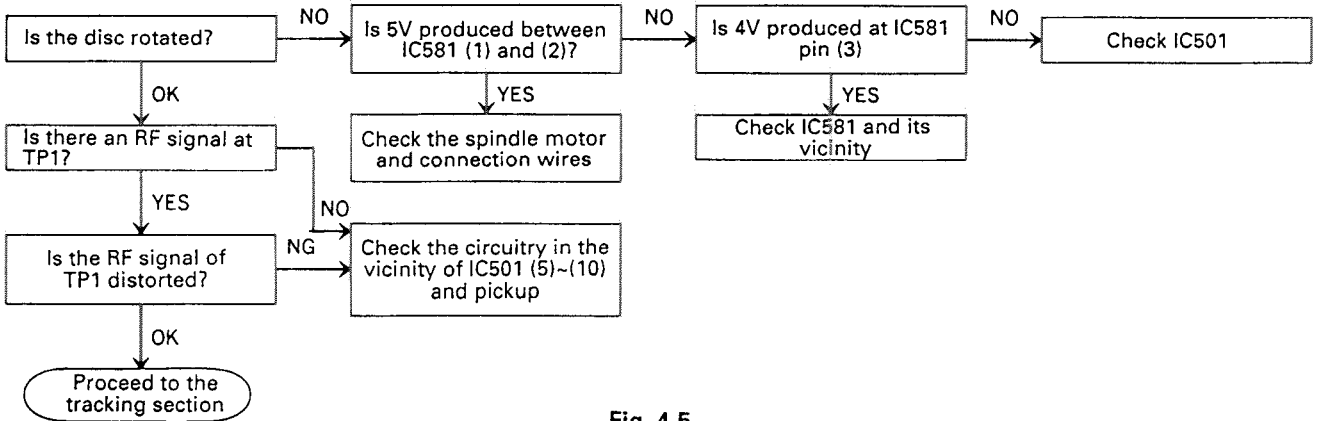 Is the disc rotated?
NO
Is 5V produced between
IC581 (1) and (2)?
NO
Is 4V produced at IC581
pin (3)
NO
Check IC501
OK
YES
YES
Is there an RF signal at
TP1?
Check the spindle motor
and connection wires
Check IC581 and its
vicinity
YES
NO
Is the RF signal of
TP1 distorted?
NG
Check the circuitry in the
vicinity of IC501 (5)~(10)
and pickup
OK
Proceed to the
tracking section
Fig. 4.5